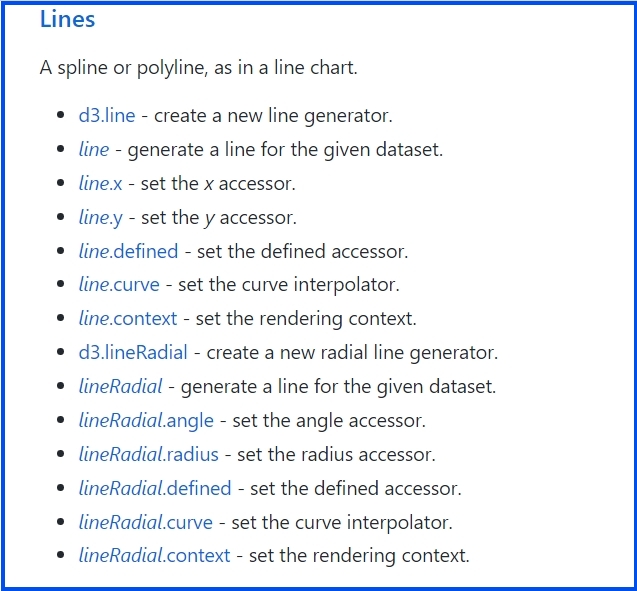 Lines
A spline or polyline, as in a line chart.
• d3.line - create a new line generator.
• line - generate a line for the given dataset.
• line.x - set the x accessor.
• line.y - set the y accessor.
• line.defined - set the defined accessor.
• line.curve - set the curve interpolator.
• line.context - set the rendering context.
• d3.lineRadial - create a new radial line generator.
• lineRadial - generate a line for the given dataset.
• lineRadial.angle - set the angle accessor.
• lineRadial.radius - set the radius accessor.
• lineRadial.defined - set the defined accessor.
• lineRadial.curve - set the curve interpolator.
• lineRadial.context - set the rendering context.